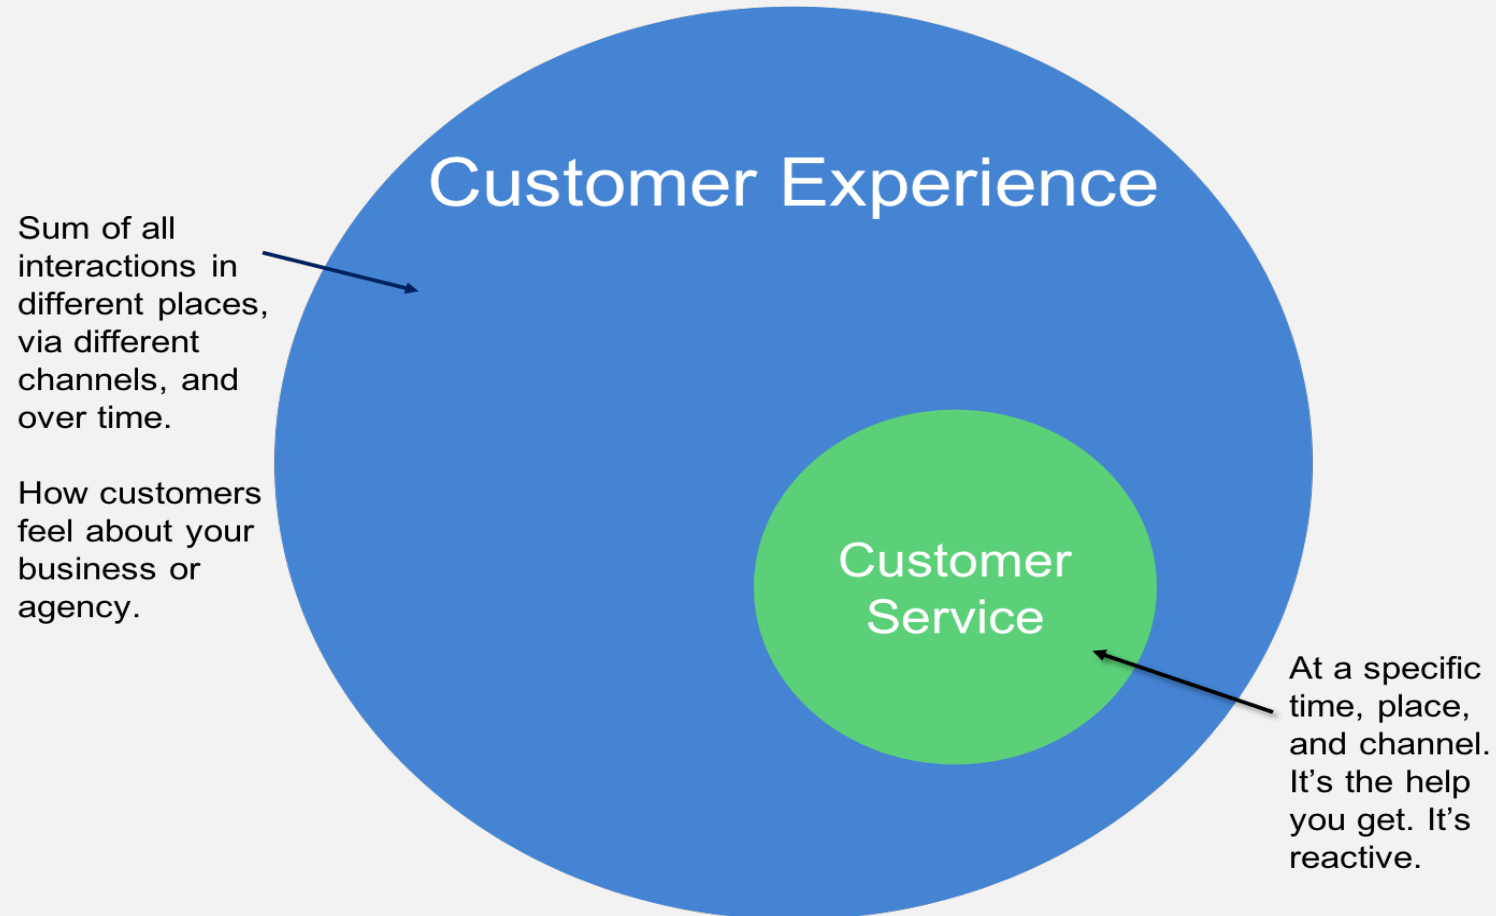 Customer Experience
Sum of all
interactions in
different places,
via different
channels, and
over time.
How customers
feel about your
business or
agency.
Customer
Service
At a specific
time, place,
and channel.
It’s the help
you get. It’s
reactive.